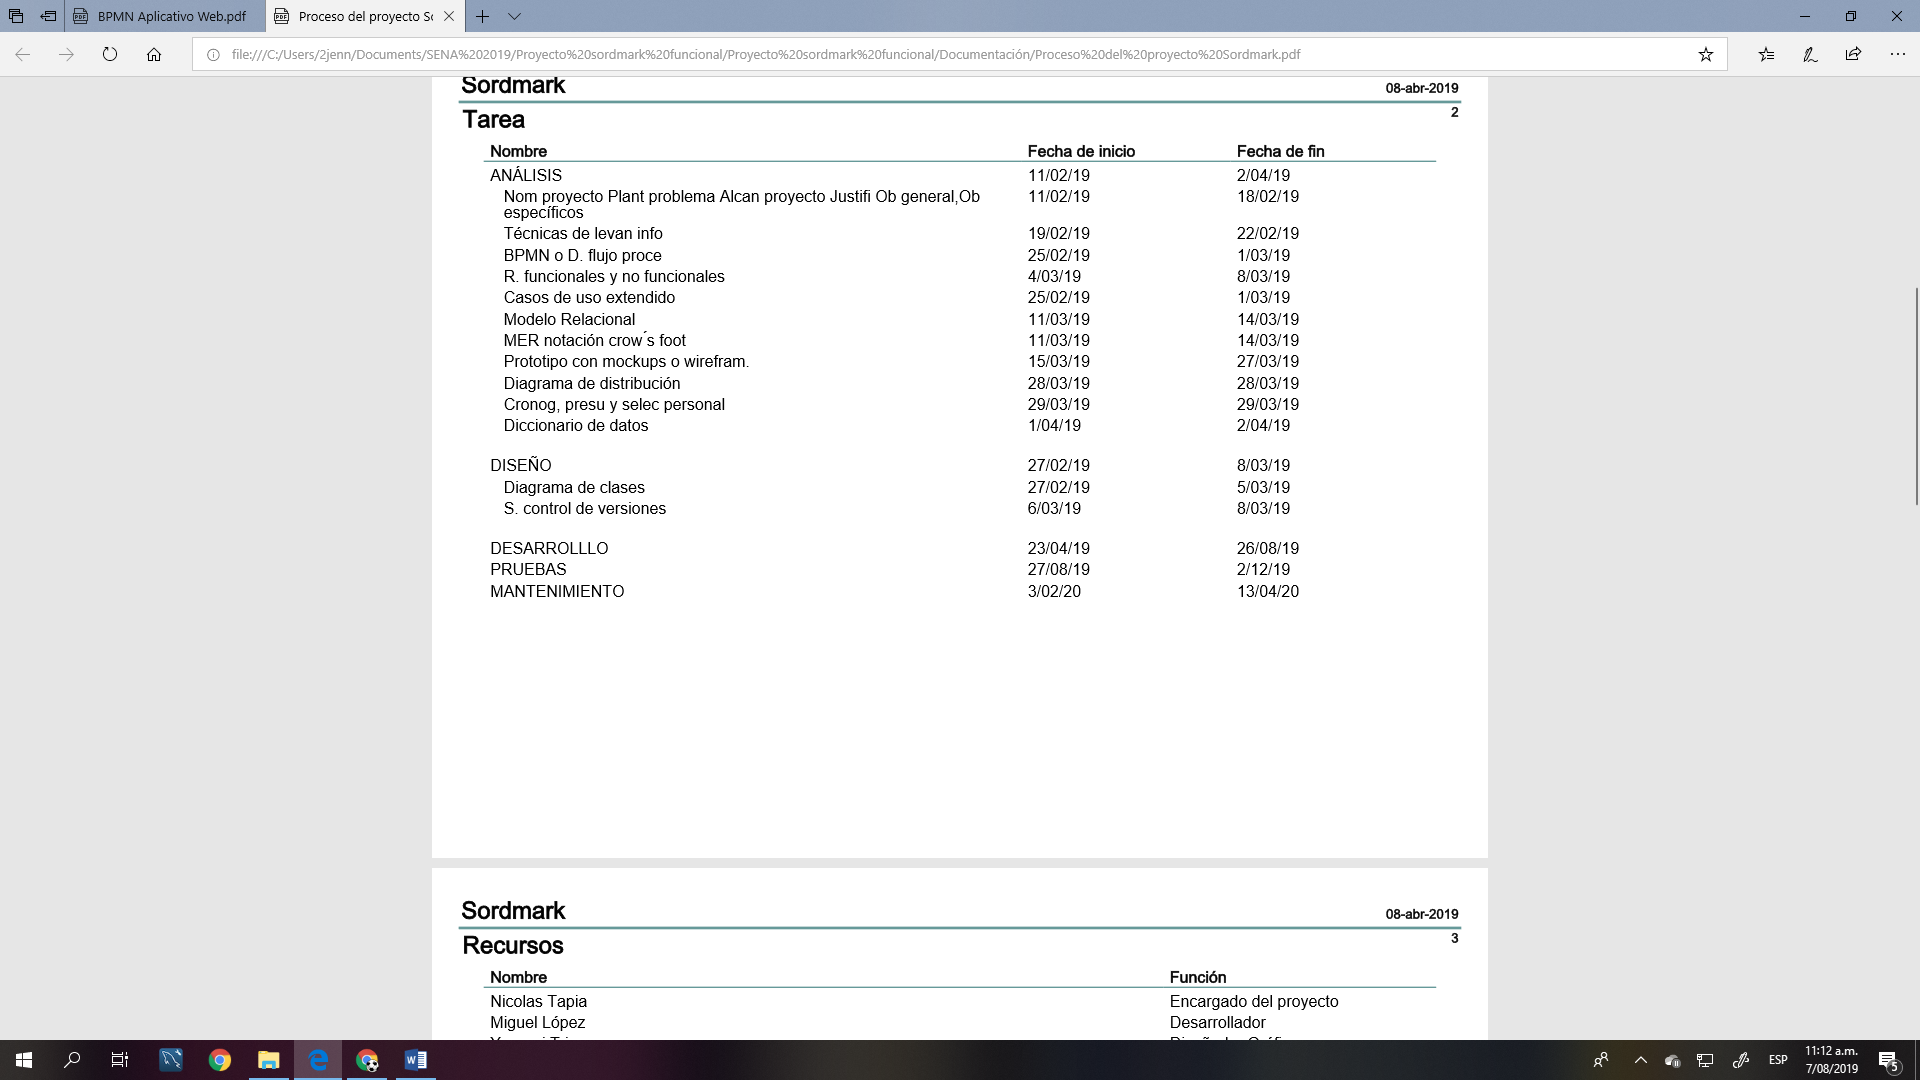 BPMN Aplicativo Web.pdf
Proceso del proyecto So
file:///C:/Users/2jenn/Documents/SENA%202019/Proyecto%20sordmark%20funcional/Proyecto%20sordmark%20funcional/Documentación/Proceso%20del%20proyecto%20Sordmark.pdf
Sordmark 08-abr-2019
Tarea 2
Nombre Fecha de inicio Fecha de fin
ANÁLISIS 11/02/19 2/04/19
Nom proyecto Plant problema Alcan proyecto Justifi Ob general,Ob 11/02/19 18/02/19
específicos
Técnicas de levan info 19/02/19 22/02/19
BPMN o D. flujo proce 25/02/19 1/03/19
R. funcionales y no funcionales 4/03/19 8/03/19
Casos de uso extendido 25/02/19 1/03/19
Modelo Relacional 11/03/19 14/03/19
MER notación crow´s foot 11/03/19 14/03/19
Prototipo con mockups o wirefram. 15/03/19 27/03/19
Diagrama de distribución 28/03/19 28/03/19
Cronog, presu y selec personal 29/03/19 29/03/19
Diccionario de datos 1/04/19 2/04/19
DISEÑO 27/02/19 8/03/19
Diagrama de clases 27/02/19 5/03/19
S. control de versiones 6/03/19 8/03/19
DESARROLLLO 23/04/19 26/08/19
PRUEBAS 27/08/19 2/12/19
MANTENIMIENTO 3/02/20 13/04/20
Sordmark 08-abr-2019
Recursos 3
Nombre Función
Nicolas Tapia Encargado del proyecto
Miguel López Desarrollador
ESP
11:12 a.m.
7/08/2019
5